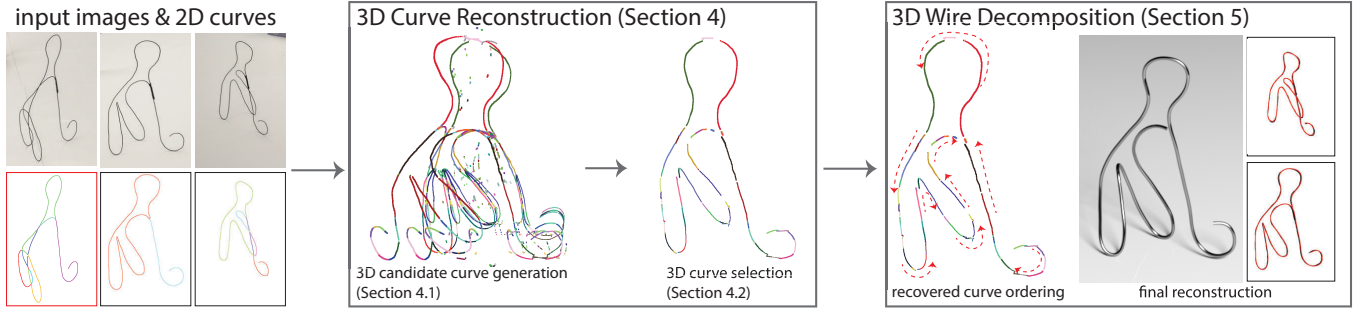 input images & 2D curves
3D Curve Reconstruction (Section 4)
3D candidate curve generation
(Section 4.1)
3D curve selection
(Section 4.2)
3D Wire Decomposition (Section 5)
recovered curve ordering
final reconstruction